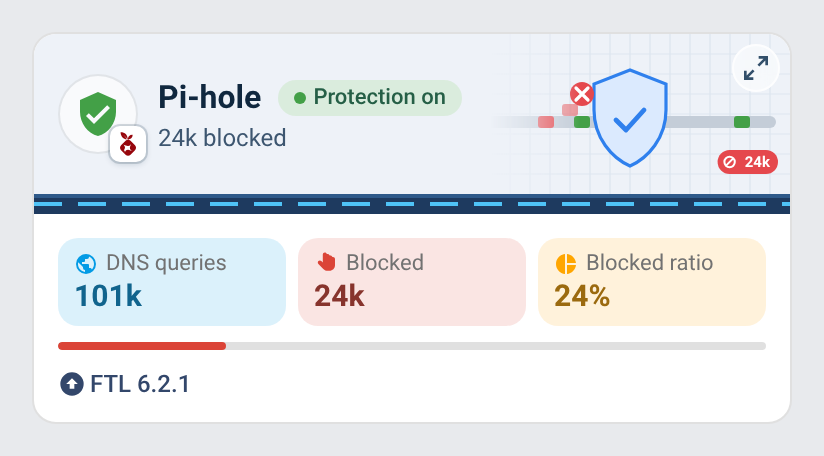 Pi-hole
Protection on
24k blocked
24k
DNS queries
101k
Blocked
24k
Blocked ratio
24%
FTL 6.2.1